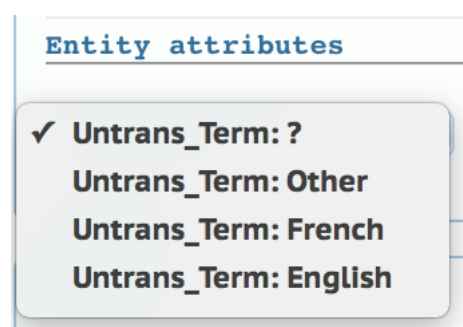 Entity attributes
✓ Untrans_Term: ?
Untrans_Term: Other
Untrans_Term: French
Untrans_Term: English